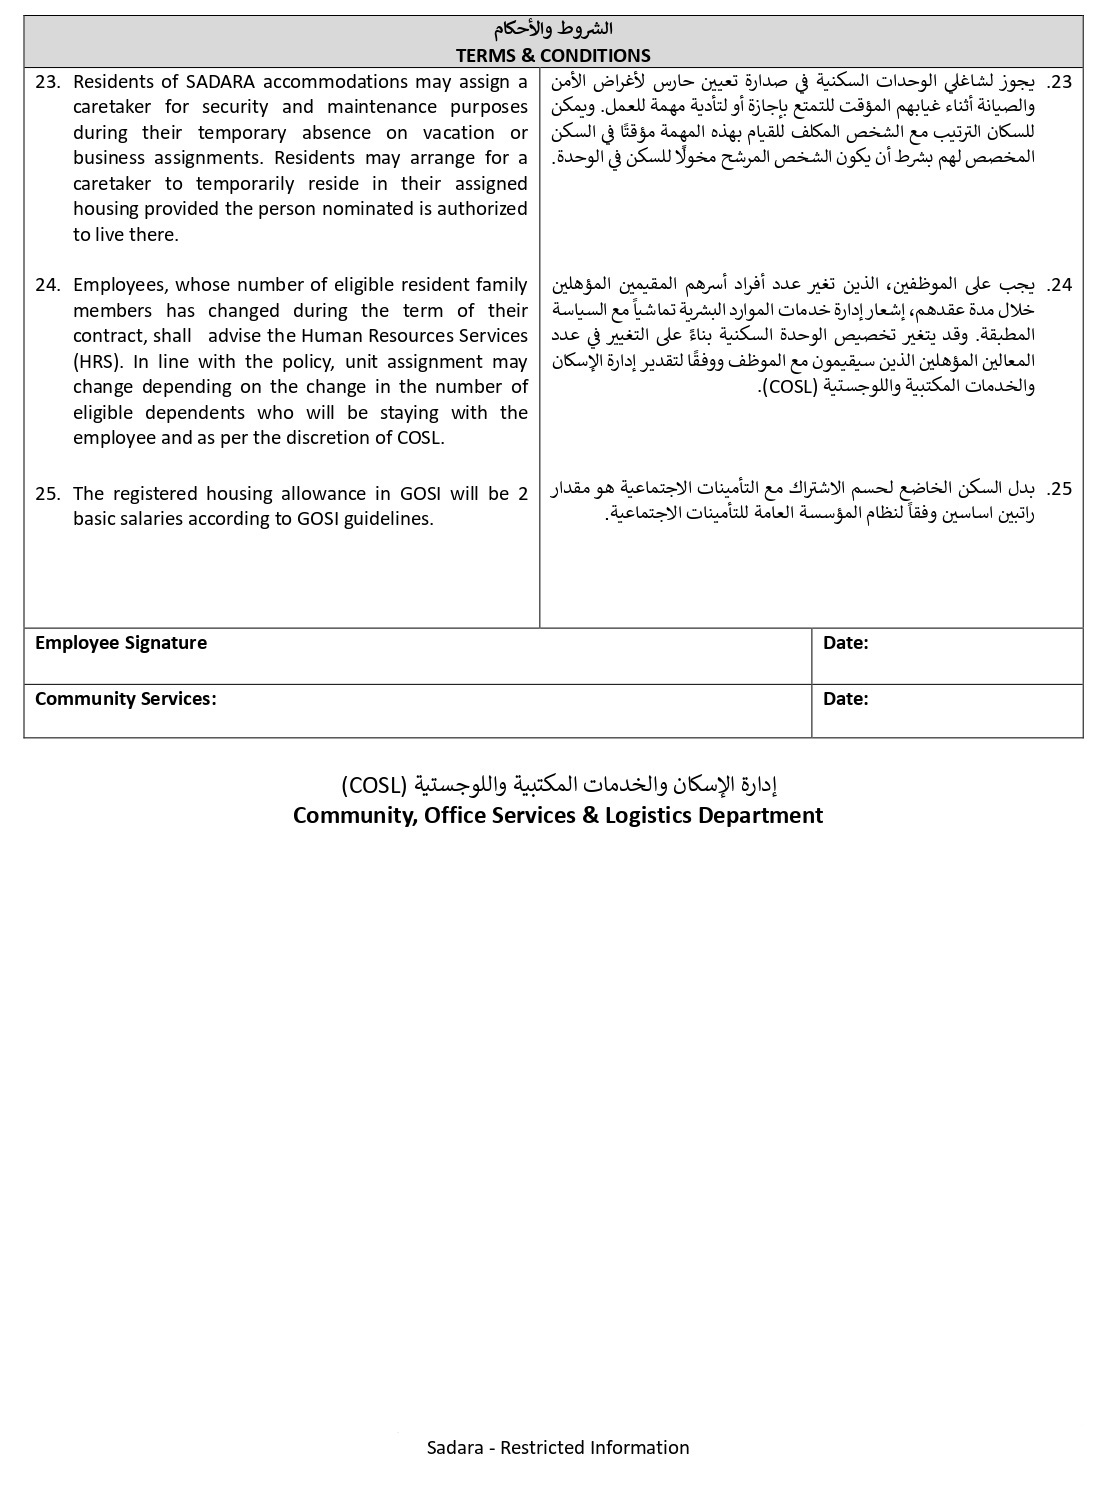 الشروط والأحكام
TERMS & CONDITIONS
23. Residents of SADARA accommodations may assign a
caretaker for security and maintenance purposes
during their temporary absence on vacation or
business assignments. Residents may arrange for a
caretaker to temporarily reside in their assigned
housing provided the person nominated is authorized
to live there.
23. يجوز لشاغلي الوحدات السكنية في صدارة تعيين حارس لأغراض الأمن
والصيانة أثناء غيابهم المؤقت للتمتع بإجازة أو لتأدية مهمة للعمل. ويمكن
للسكان الترتيب مع الشخص المكلف للقيام بهذه المهمة مؤقتًا في السكن
المخصص لهم بشرط أن يكون الشخص المرشح مخولًا للسكن في الوحدة.
24. Employees, whose number of eligible resident family
members has changed during the term of their
contract, shall advise the Human Resources Services
(HRS). In line with the policy, unit assignment may
change depending on the change in the number of
eligible dependents who will be staying with the
employee and as per the discretion of COSL.
24. يجب على الموظفين، الذين تغير عدد أفراد أسرهم المقيمين المؤهلين
خلال مدة عقدهم، إشعار إدارة خدمات الموارد البشرية تماشياً مع السياسة
المطبقة. وقد يتغير تخصيص الوحدة السكنية بناءً على التغيير في عدد
المعالين المؤهلين الذين سيقيمون مع الموظف ووفقًا لتقدير إدارة الإسكان
والخدمات المكتبية واللوجستية (COSL).
25. The registered housing allowance in GOSI will be 2
basic salaries according to GOSI guidelines.
25. بدل السكن الخاضع لحسم الاشتراك مع التأمينات الاجتماعية هو مقدار
راتبين اساسين وفقاً لنظام المؤسسة العامة للتأمينات الاجتماعية.
Employee Signature
Date:
Community Services:
Date:
إدارة الإسكان والخدمات المكتبية واللوجستية (COSL)
Community, Office Services & Logistics Department
Sadara - Restricted Information